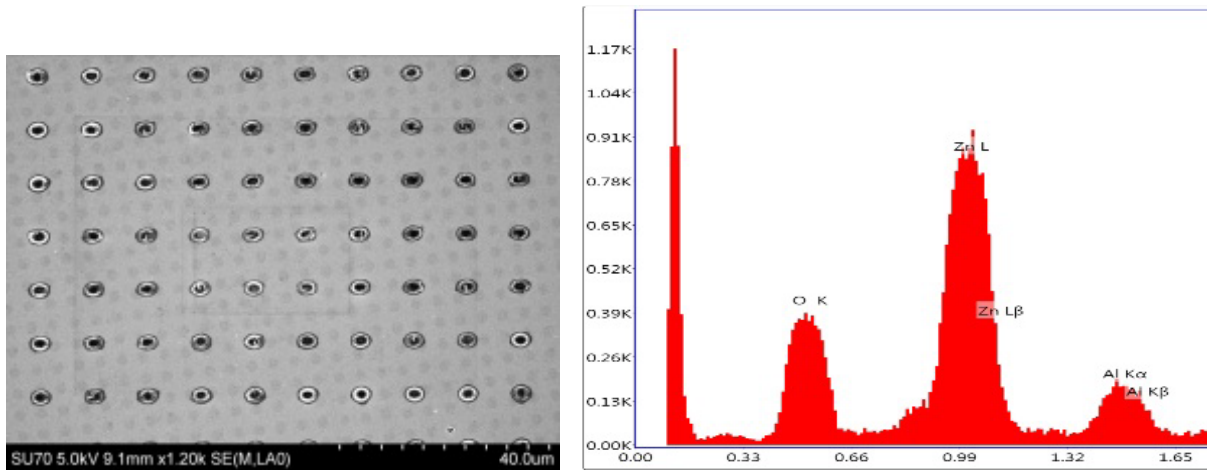 SU70 5.0kV 9.1mm x1.20k SE(M,LA0) 40.0um
1.17K
1.04K
0.91K
0.78K
0.65K
0.52K
0.39K
0.26K
0.13K
0.00K
Zn L
Zn Lβ
O K
Al Kα
Al Kβ
0.00
0.33
0.66
0.99
1.32
1.65